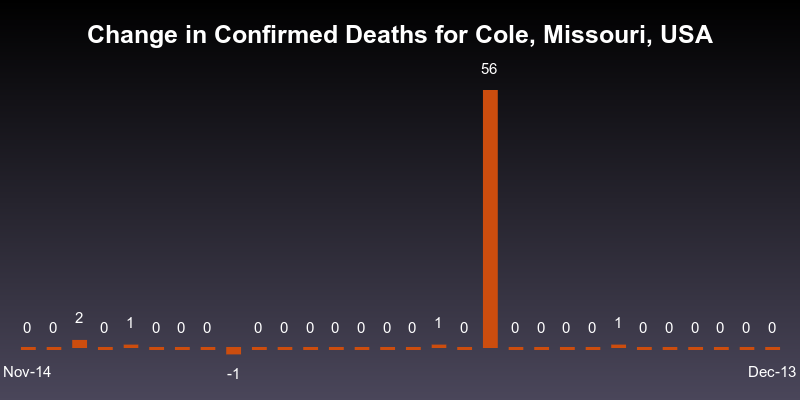 Change in Confirmed Deaths for Cole, Missouri, USA
56
0 0 2 0 1 0 0 0 0 0 0 0 0 0 0 1 0 0 0 0 0 1 0 0 0 0 0 0
-1
Nov-14 Dec-13